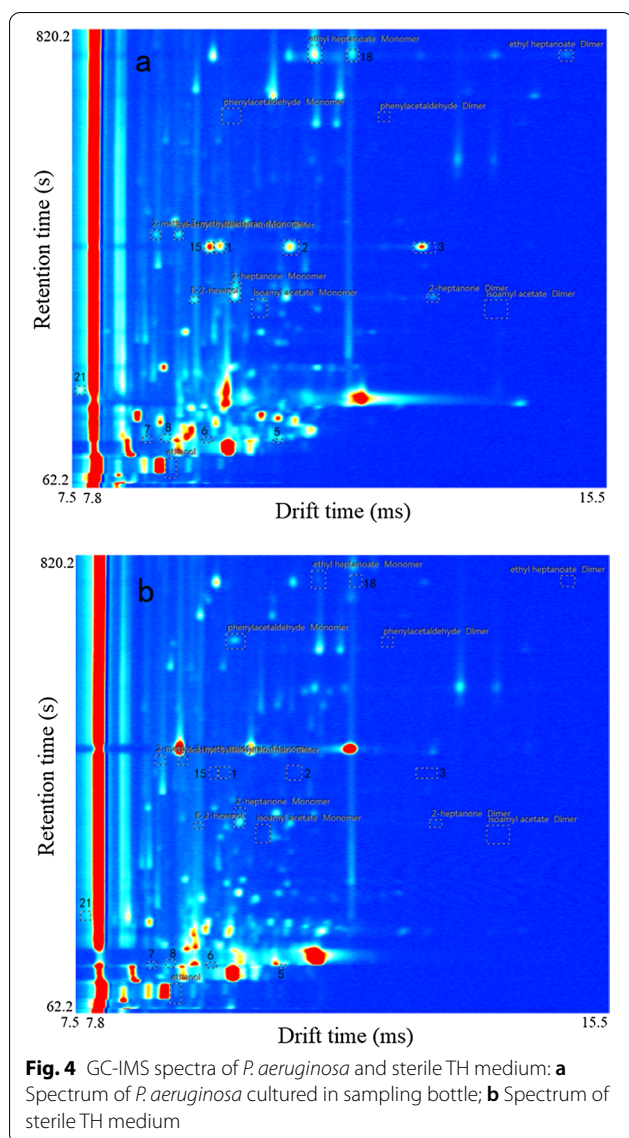 820.2
a
ethyl heptanoate Monomer
18
ethyl heptanoate Dimer
phenylacetaldehyde Monomer
phenylacetaldehyde Dimer
Retention time (s)
15
1
2
3
2-heptanone Monomer
E-2-hexenol
isoamyl acetate Monomer
2-heptanone Dimer
isoamyl acetate Dimer
21
7
8
6
5
ethanol
62.2
7.5 7.8
15.5
Drift time (ms)
820.2
b
ethyl heptanoate Monomer
18
ethyl heptanoate Dimer
phenylacetaldehyde Monomer
phenylacetaldehyde Dimer
Retention time (s)
15
1
2
3
2-heptanone Monomer
E-2-hexenol
isoamyl acetate Monomer
2-heptanone Dimer
isoamyl acetate Dimer
21
7
8
6
5
ethanol
62.2
7.5 7.8
15.5
Drift time (ms)
Fig. 4 GC-IMS spectra of P. aeruginosa and sterile TH medium: a
Spectrum of P. aeruginosa cultured in sampling bottle; b Spectrum of
sterile TH medium